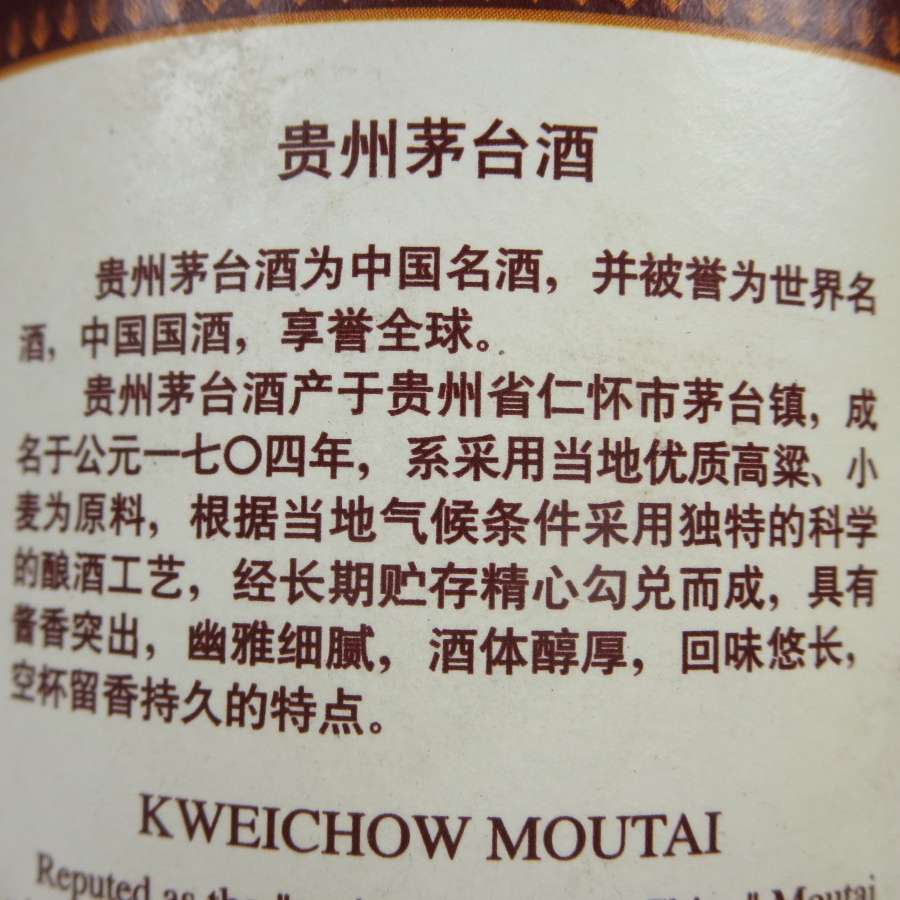 贵州茅台酒
贵州茅台酒为中国名酒，并被誉为世界名
酒，中国国酒，享誉全球。
贵州茅台酒产于贵州省仁怀市茅台镇，成
名于公元一七〇四年，系采用当地优质高粱、小
麦为原料，根据当地气候条件采用独特的科学
的酿酒工艺，经长期贮存精心勾兑而成，具有
酱香突出，幽雅细腻，酒体醇厚，回味悠长，
空杯留香持久的特点。
KWEICHOW MOUTAI
Reputed as the Moutai